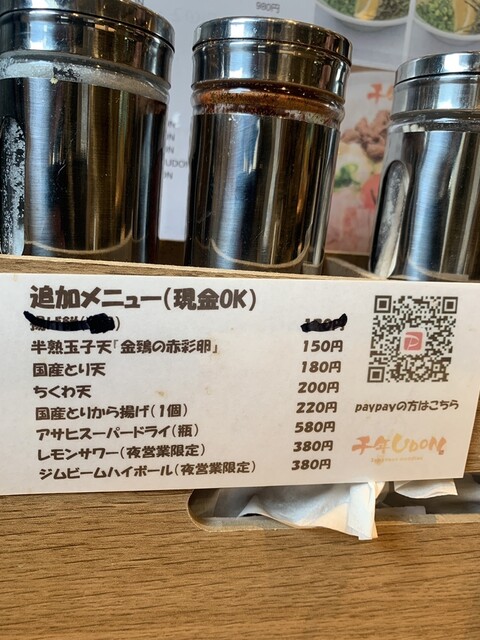 980円
追加メニュー(現金OK)
半熟玉子天「金鶏の赤彩卵」 150円
国産とり天 180円
ちくわ天 200円
国産とりから揚げ(1個) 220円
アサヒスーパードライ(瓶) 580円
レモンサワー(夜営業限定) 380円
ジムビームハイボール(夜営業限定) 380円
paypayの方はこちら
子年UDON